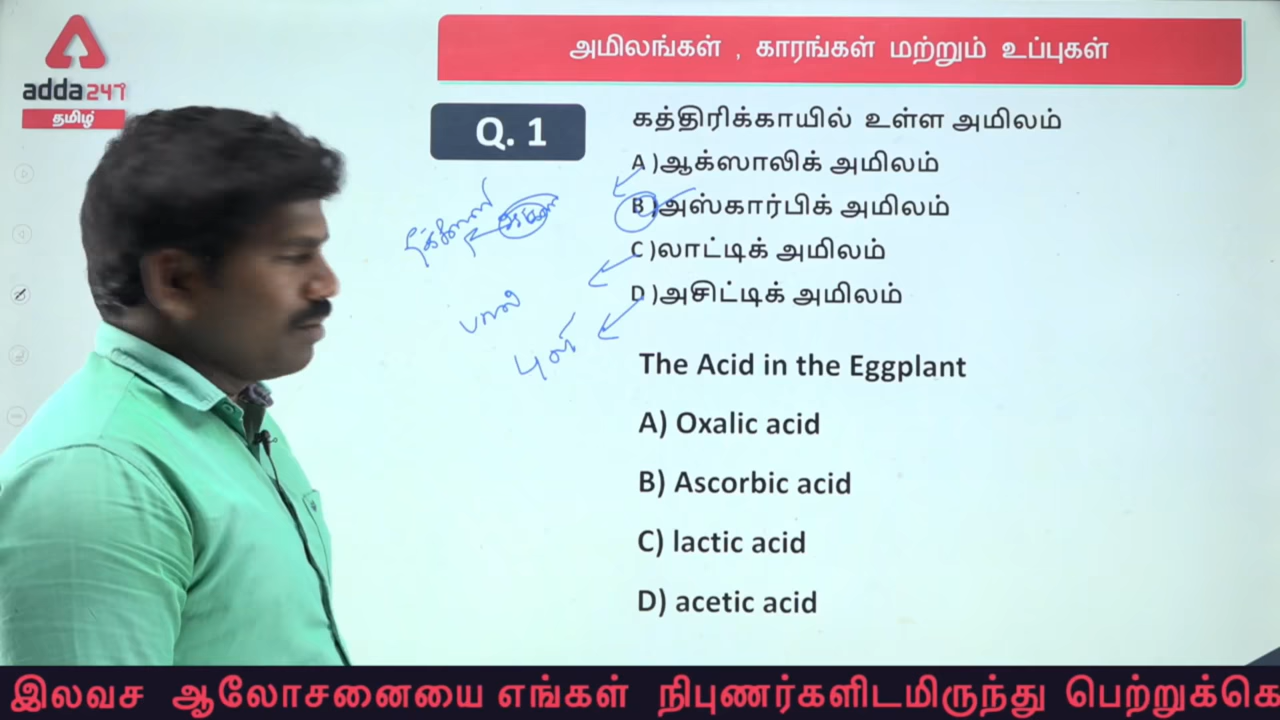 adda247
தமிழ்
அமிலங்கள் , காரங்கள் மற்றும் உப்புகள்
Q. 1
கத்திரிக்காயில் உள்ள அமிலம்
A )ஆக்ஸாலிக் அமிலம்
B )அஸ்கார்பிக் அமிலம்
C )லாட்டிக் அமிலம்
D )அசிட்டிக் அமிலம்
பால்
The Acid in the Eggplant
A) Oxalic acid
B) Ascorbic acid
C) lactic acid
D) acetic acid
இலவச ஆலோசனையை எங்கள் நிபுணர்களிடமிருந்து பெற்றுக்கெ